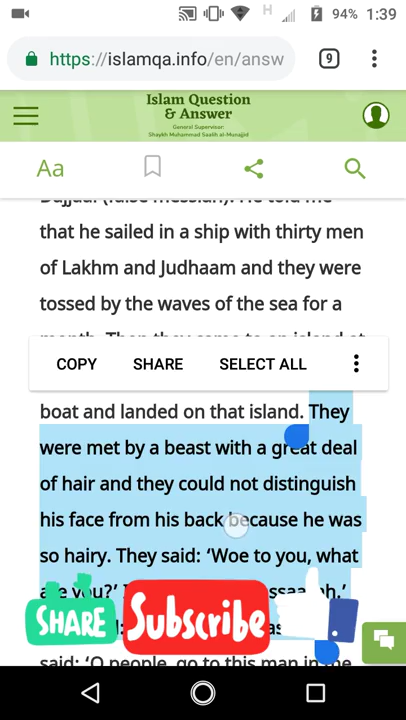 94% 1:39
https://islamqa.info/en/answ
9
Islam Question
& Answer
General Supervisor:
Shaykh Muhammad Saalih al-Munajjid
Aa
that he sailed in a ship with thirty men
of Lakhm and Judhaam and they were
tossed by the waves of the sea for a
COPY SHARE SELECT ALL
boat and landed on that island. They
were met by a beast with a great deal
of hair and they could not distinguish
his face from his back because he was
so hairy. They said: 'Woe to you, what
are you?'
SHARE Subscribe
said: 'O people, go to this man in the